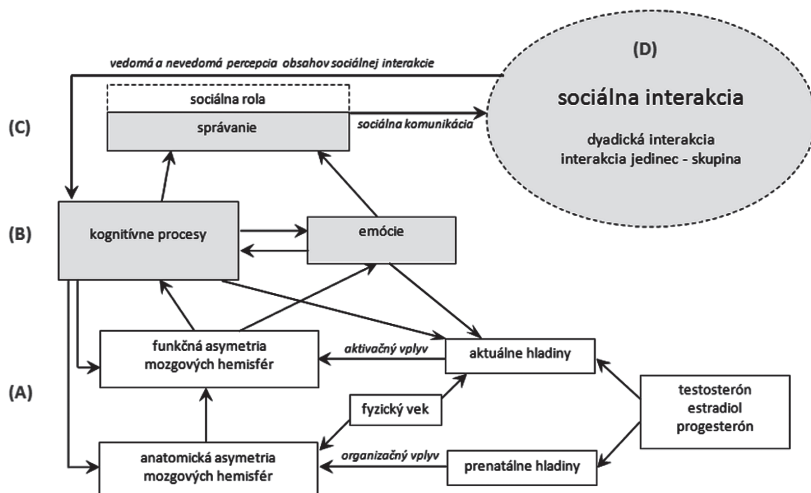 (D)
vedomá a nevedomá percepcia obsahov sociálnej interakcie
sociálna rola
sociálna interakcia
(C)
správanie
sociálna komunikácia
dyadická interakcia
interakcia jedinec - skupina
(B)
kognitívne procesy
emócie
funkčná asymetria
mozgových hemisfér
aktivačný vplyv
aktuálne hladiny
(A)
fyzický vek
testosterón
estradiol
progesterón
anatomická asymetria
mozgových hemisfér
organizačný vplyv
prenatálne hladiny